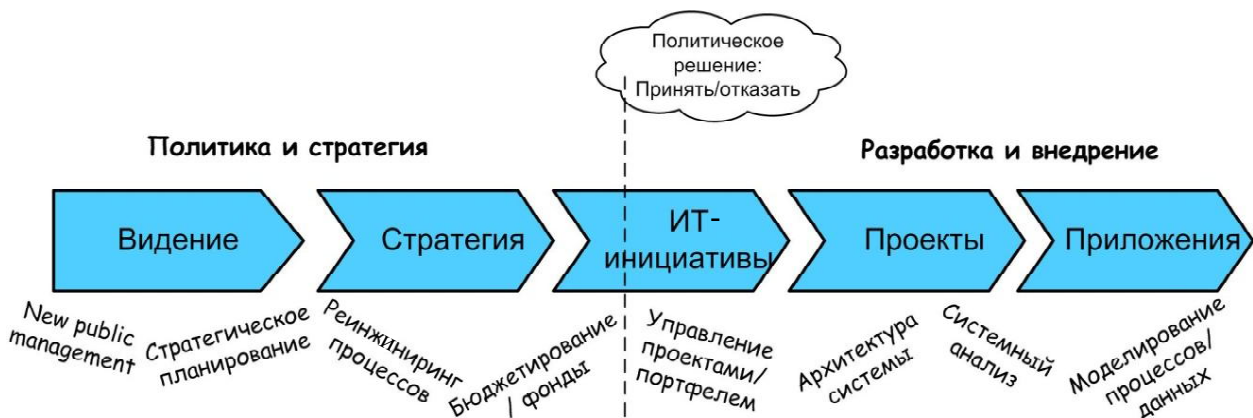 Политическое
решение:
Принять/отказать
Политика и стратегия
Разработка и внедрение
Видение
Стратегия
ИТ-
инициативы
Проекты
Приложения
New public
management
Стратегическое
планирование
Реинжиниринг
процессов
Бюджетирование
/ фонды
Управление
проектами/
портфелем
Архитектура
системы
Системный
анализ
Моделирование
процессов/
данных